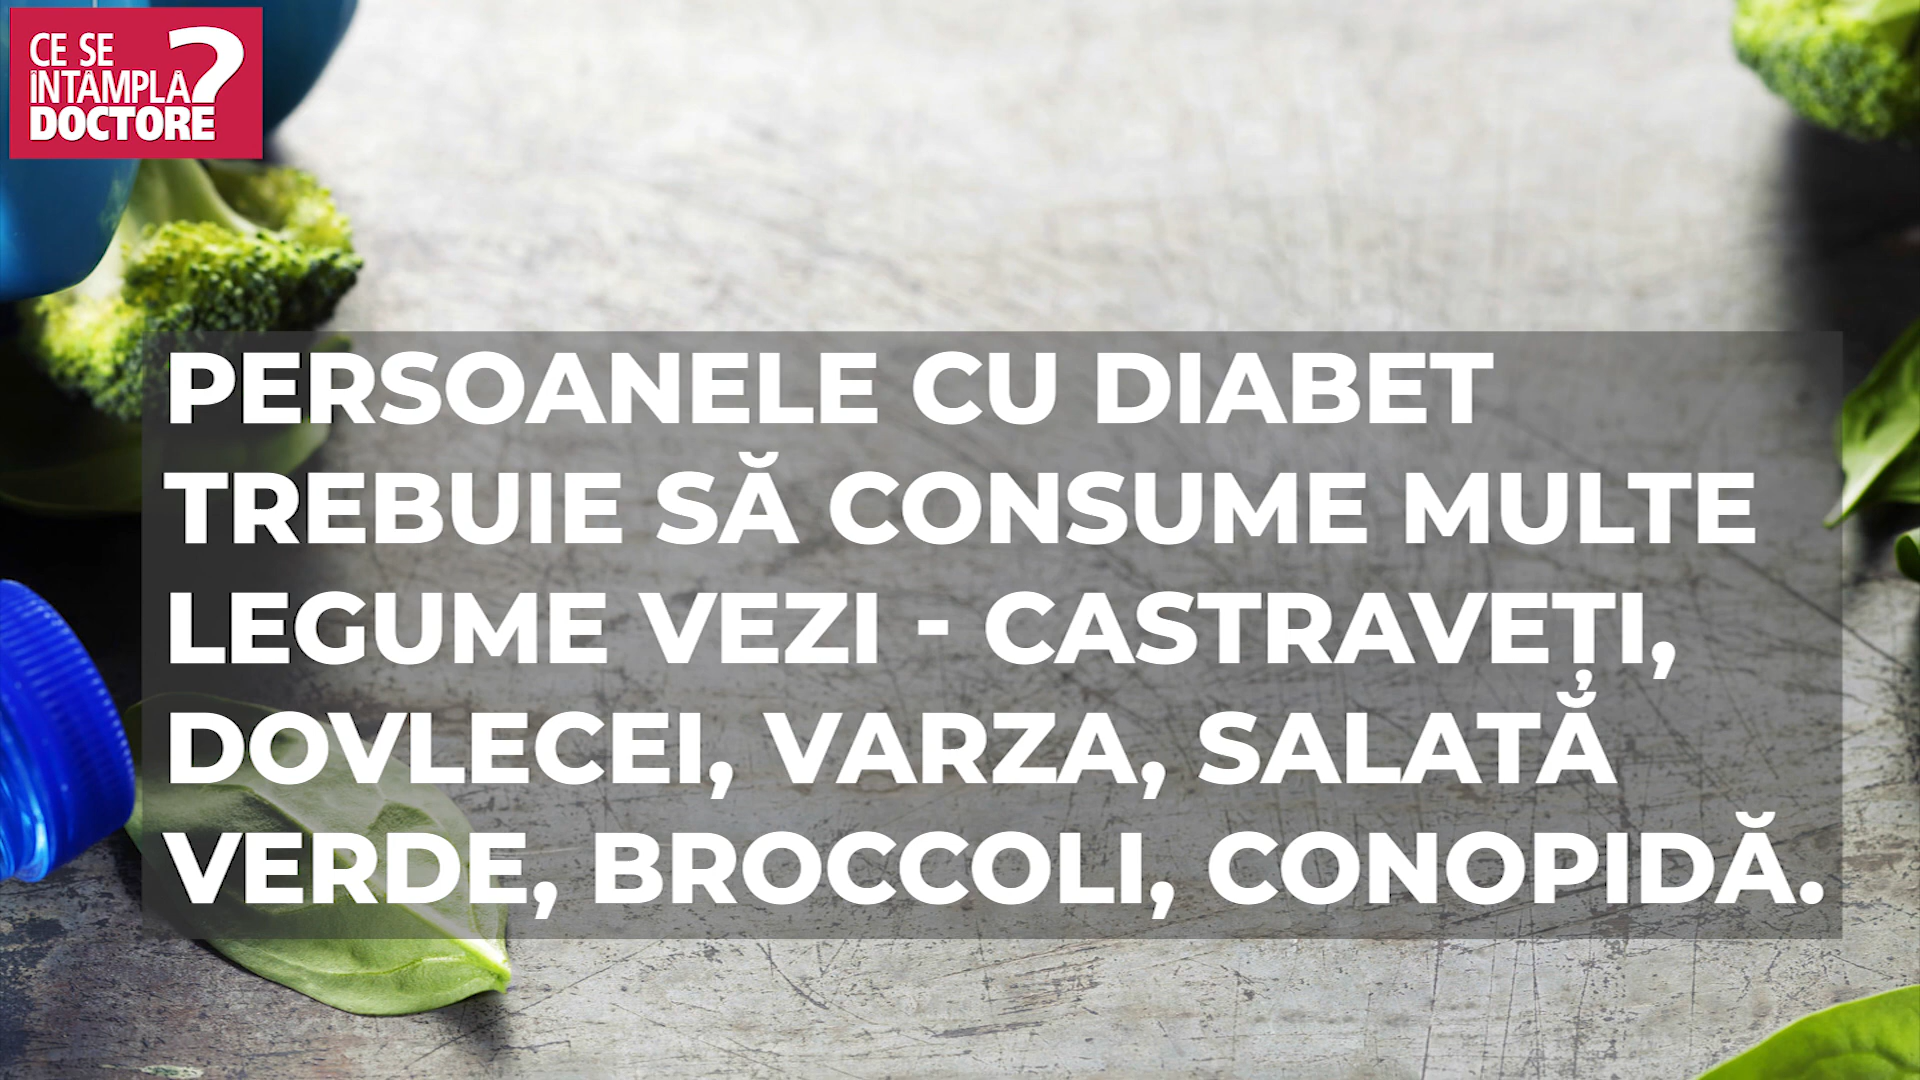 CE SE
ÎNTÂMPLĂ
DOCTORE?
PERSOANELE CU DIABET
TREBUIE SĂ CONSUME MULTE
LEGUME VEZI - CASTRAVEȚI,
DOVLECEI, VARZA, SALATĂ
VERDE, BROCCOLI, CONOPIDĂ.